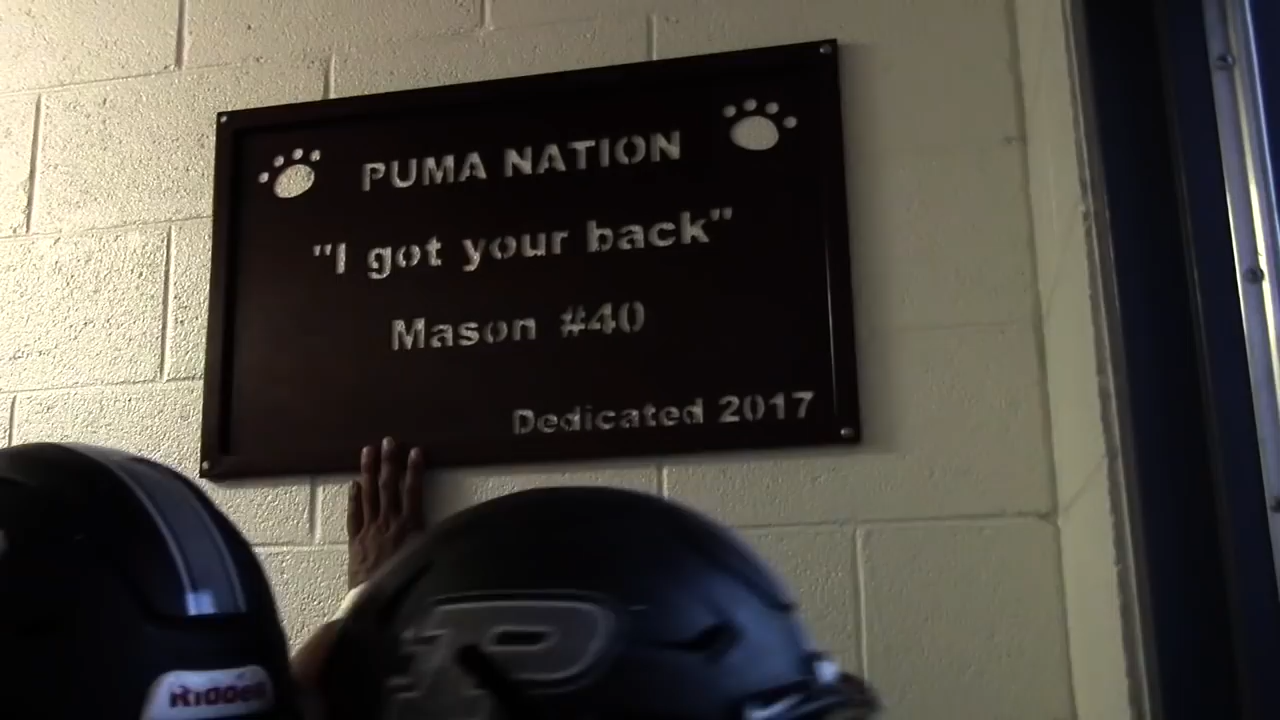 PUMA NATION
"I got your back"
Mason #40
Dedicated 2017
P
Riddell